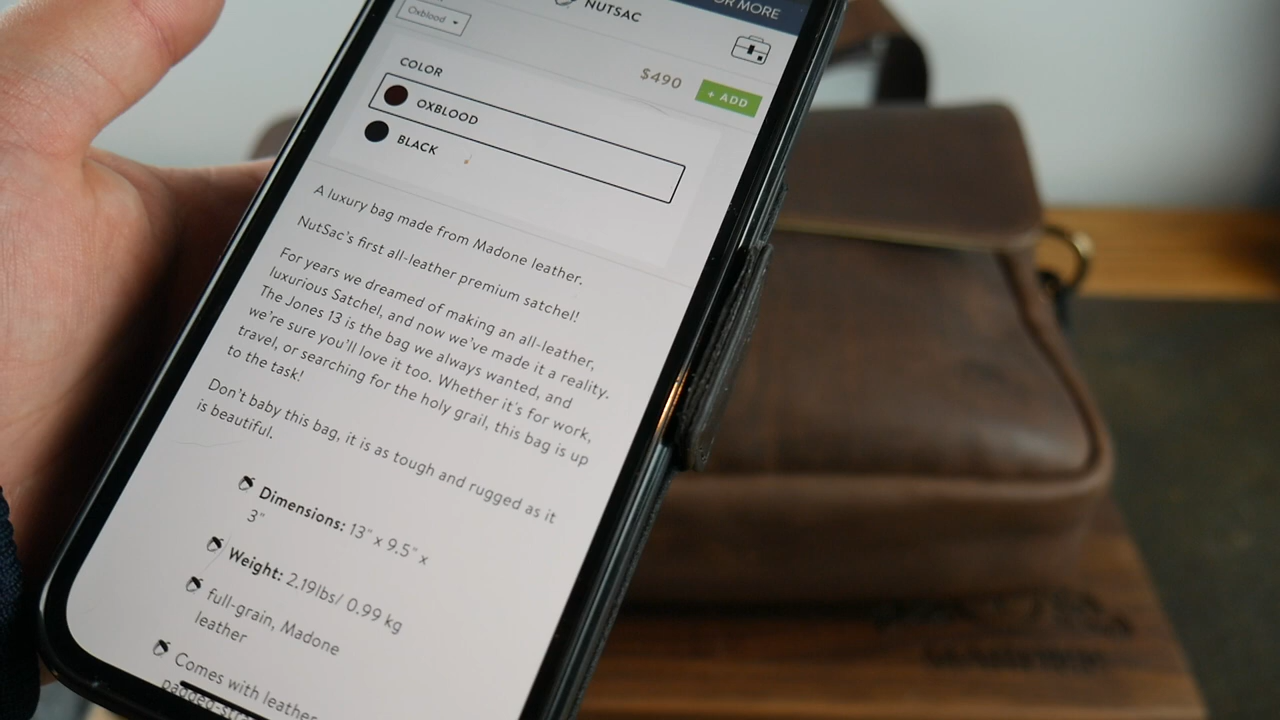 OR MORE
NUTSAC
Oxblood
$490
+ ADD
COLOR
OXBLOOD
BLACK
A luxury bag made from Madone leather.
NutSac's first all-leather premium satchel!
For years we dreamed of making an all-leather,
luxurious Satchel, and now we've made it a reality.
The Jones 13 is the bag we always wanted, and
we're sure you'll love it too. Whether it's for work,
travel, or searching for the holy grail, this bag is up
to the task!
Don't baby this bag, it is as tough and rugged as it
is beautiful.
Dimensions: 13" x 9.5" x
3"
Weight: 2.19lbs/ 0.99 kg
full-grain, Madone
leather
Comes with leather